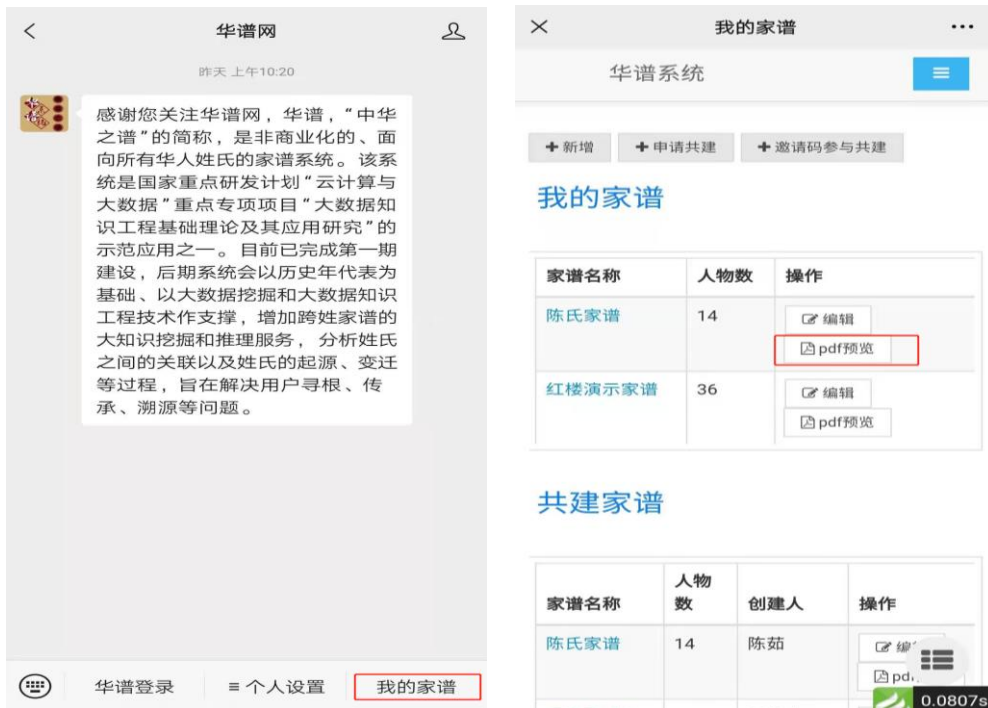 华谱网
昨天 上午10:20
感谢您关注华谱网，华谱，“中华
之谱”的简称，是非商业化的、面
向所有华人姓氏的家谱系统。该系
统是国家重点研发计划“云计算与
大数据”重点专项项目“大数据知
识工程基础理论及其应用研究”的
示范应用之一。目前已完成第一期
建设，后期系统会以历史年代表为
基础、以大数据挖掘和大数据知识
工程技术作支撑，增加跨姓家谱的
大知识挖掘和推理服务，分析姓氏
之间的关联以及姓氏的起源、变迁
等过程，旨在解决用户寻根、传
承、溯源等问题。
华谱登录 个人设置 我的家谱
我的家谱
华谱系统
新增 申请共建 邀请码参与共建
我的家谱
家谱名称 人物数 操作
陈氏家谱 14 编辑
pdf预览
红楼演示家谱 36 编辑
pdf预览
共建家谱
家谱名称 人物数 创建人 操作
陈氏家谱 14 陈茹 编
pd
0.0807s